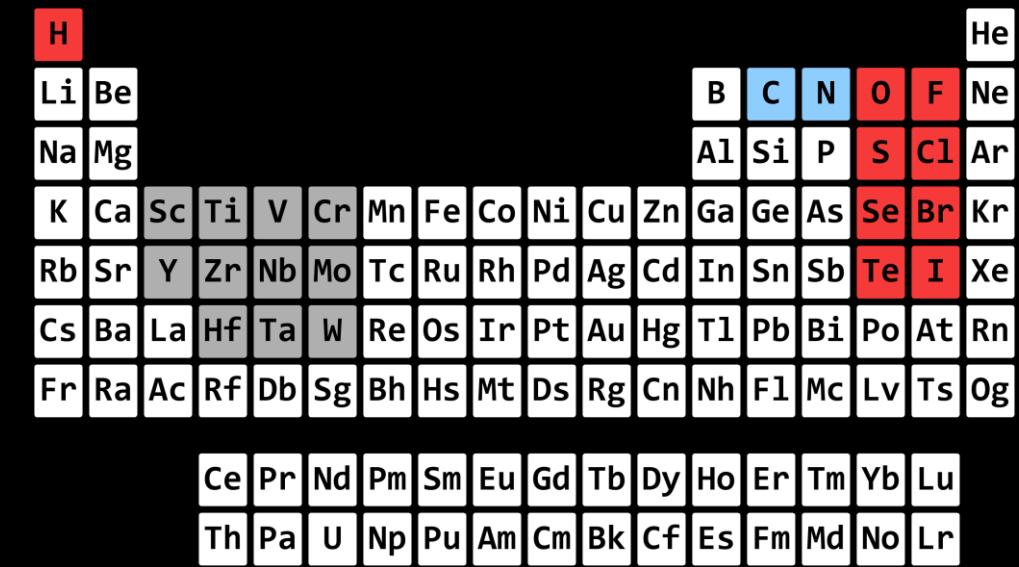 H He
Li Be B C N O F Ne
Na Mg Al Si P S Cl Ar
K Ca Sc Ti V Cr Mn Fe Co Ni Cu Zn Ga Ge As Se Br Kr
Rb Sr Y Zr Nb Mo Tc Ru Rh Pd Ag Cd In Sn Sb Te I Xe
Cs Ba La Hf Ta W Re Os Ir Pt Au Hg Tl Pb Bi Po At Rn
Fr Ra Ac Rf Db Sg Bh Hs Mt Ds Rg Cn Nh Fl Mc Lv Ts Og
Ce Pr Nd Pm Sm Eu Gd Tb Dy Ho Er Tm Yb Lu
Th Pa U Np Pu Am Cm Bk Cf Es Fm Md No Lr